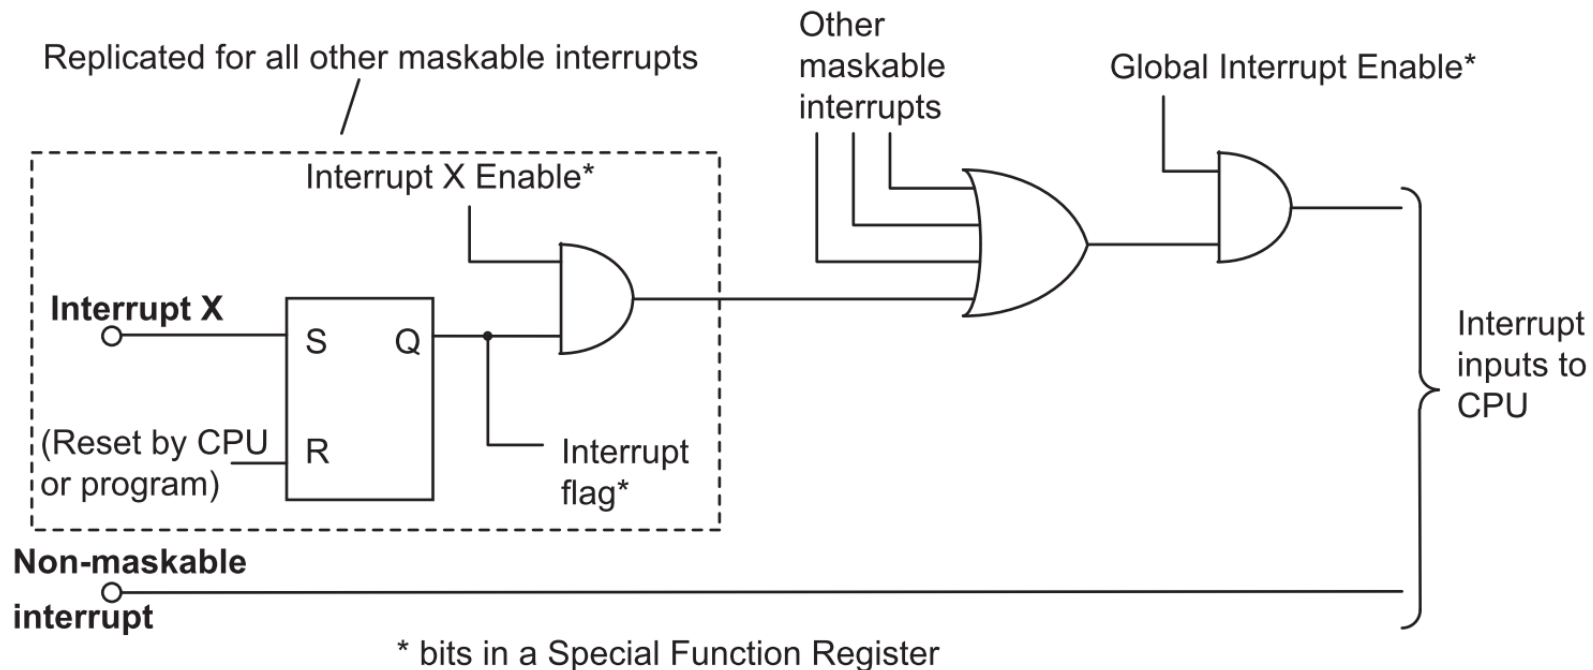 Other
maskable
interrupts
Replicated for all other maskable interrupts
Global Interrupt Enable*
Interrupt X Enable*
Interrupt X
S
Q
(Reset by CPU
or program)
R
Interrupt
flag*
Interrupt
inputs to
CPU
Non-maskable
interrupt
* bits in a Special Function Register